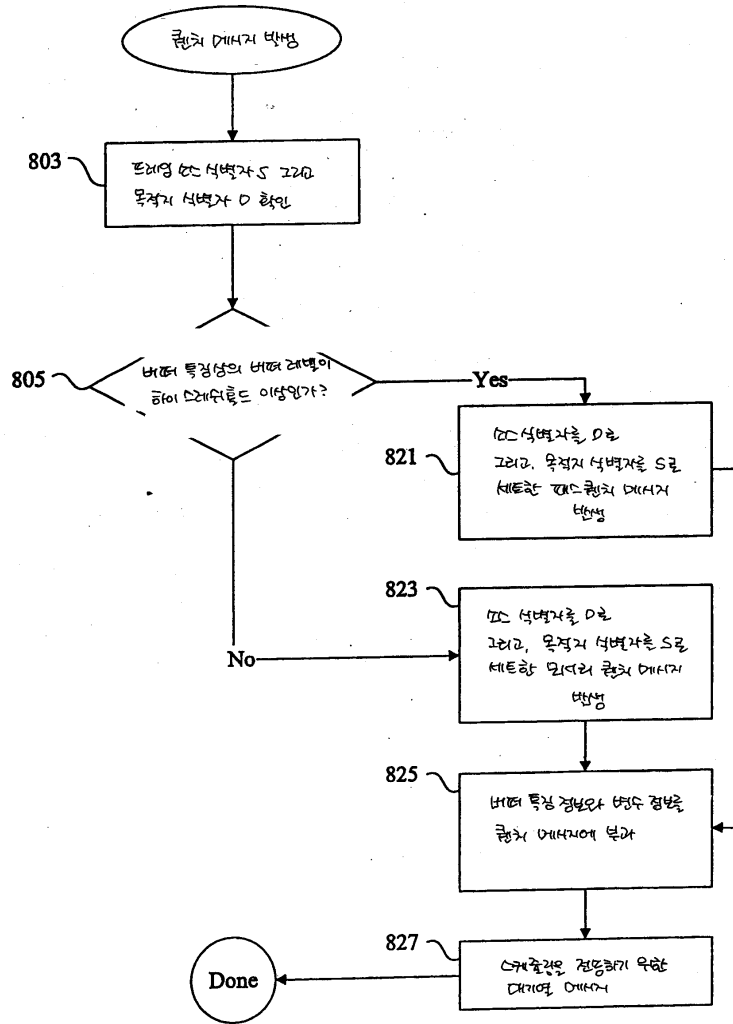 퀜치 메시지 발생
803
프레임 소스 식별자 S 그리고
목적지 식별자 D 확인
805
버퍼 특징상의 버퍼 레벨이
하이 스레쉬홀드 이상인가?
Yes
821
소스 식별자를 D로
그리고, 목적지 식별자를 S로
세트한 패스 퀜치 메시지
발생
823
소스 식별자를 D로
그리고, 목적지 식별자를 S로
세트한 퀜치 메시지
발생
No
825
버퍼 특징 정보와 변수 정보를
퀜치 메시지에 부과
827
스케줄링을 전송하기 위한
대기열 메시지
Done